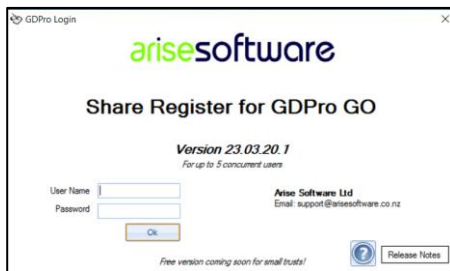 GDPro Login
arisesoftware
Share Register for GDPro GO
Version 23.03.20.1
For up to 5 concurrent users
User Name
Password
Ok
Arise Software Ltd
Email: support@arisesoftware.co.nz
Free version coming soon for small trusts!
? Release Notes